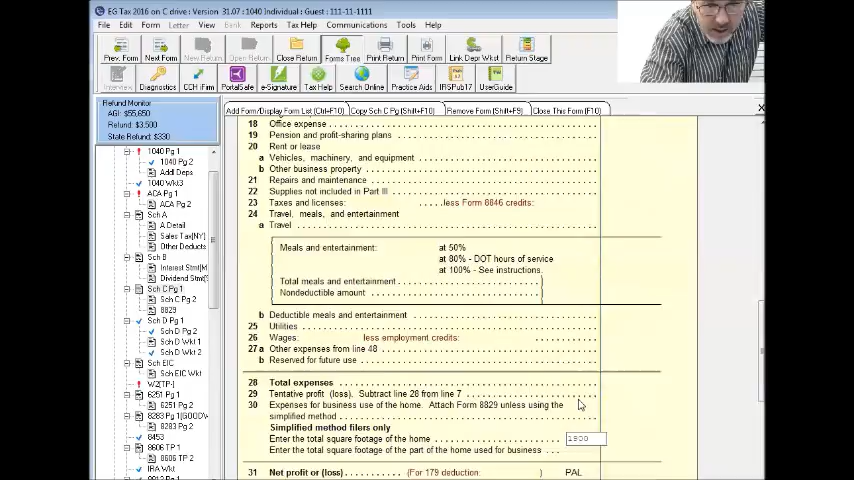 EG Tax 2016 on C drive : Version 31.07 : 1040 Individual : Guest : 111-11-1111
File Edit Form Letter View Bank Reports Tax Help Communications Tools Help
Prev. Form Next Form New Return Open Return Close Return Forms Tree Print Return Print Form Link Dept Wkst Return Stage
Interview Diagnostics CCH iFirm PortalSafe e-Signature Tax Help Search Online Practice Aids IRSPub17 UserGuide
Refund Monitor
AGI: $55,650
Refund: $3,500
State Refund: $330
Add Form/Display Form List (Ctrl+F10) Copy Sch C Pg (Shift+F10) Remove Form (Shift+F9) Close This Form (F10)
1040 Pg 1
1040 Pg 2
Addl Deps
1040 Wkt3
ACA Pg 1
ACA Pg 2
Sch A
A Detail
Sales Tax(NY)
Other Deducts
Sch B
Interest Stmt(M
Dividend Stmt(M
Sch C Pg 1
Sch C Pg 2
8829
Sch D Pg 1
Sch D Pg 2
Sch D Wkt 1
Sch D Wkt 2
Sch EIC
Sch EIC Wkt
W2(TP-)
6251 Pg 1
6251 Pg 2
8283 Pg 1(GOODW
8283 Pg 2
8453
8606 TP 1
8606 TP 2
IRA Wkt
18 Office expense
19 Pension and profit-sharing plans
20 Rent or lease
a Vehicles, machinery, and equipment
b Other business property
21 Repairs and maintenance
22 Supplies not included in Part III
23 Taxes and licenses: .....less Form 8846 credits:
24 Travel, meals, and entertainment
a Travel
Meals and entertainment: at 50%
at 80% - DOT hours of service
at 100% - See instructions.
Total meals and entertainment
Nondeductible amount
b Deductible meals and entertainment
25 Utilities
26 Wages: less employment credits:
27 a Other expenses from line 48
b Reserved for future use
28 Total expenses
29 Tentative profit (loss). Subtract line 28 from line 7
30 Expenses for business use of the home. Attach Form 8829 unless using the
simplified method
Simplified method filers only
Enter the total square footage of the home 1900
Enter the total square footage of the part of the home used for business
31 Net profit or (loss) (For 179 deduction: ) PAL